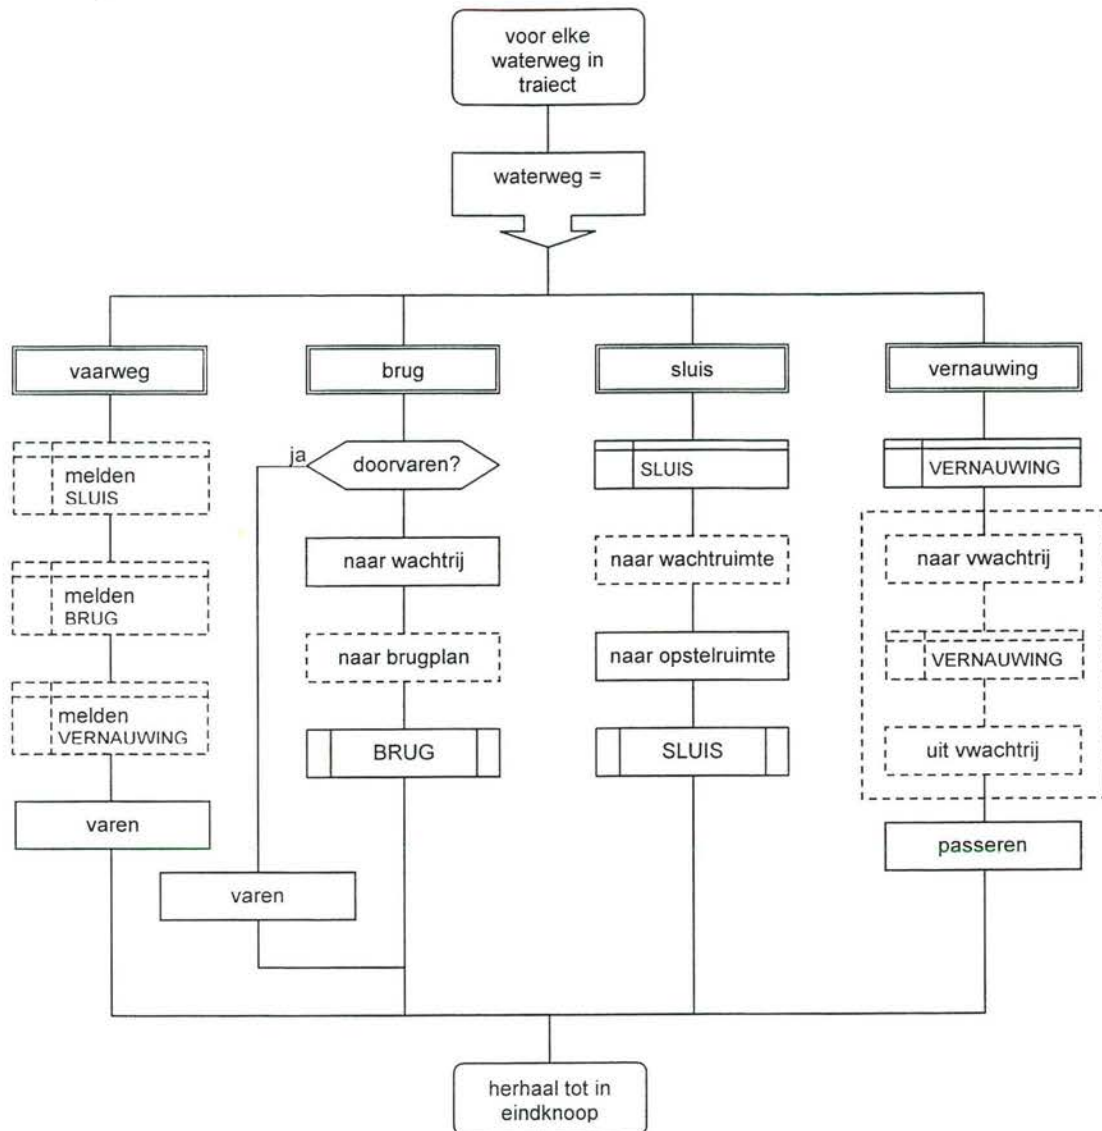 voor elke
waterweg in
traiect
waterweg =
vaarweg
brug
sluis
vernauwing
melden
SLUIS
melden
BRUG
melden
VERNAUWING
varen
ja
doorvaren?
naar wachtrij
naar brugplan
BRUG
varen
SLUIS
naar wachtruimte
naar opstelruimte
SLUIS
VERNAUWING
naar vwachtrij
VERNAUWING
uit vwachtrij
passeren
herhaal tot in
eindknoop